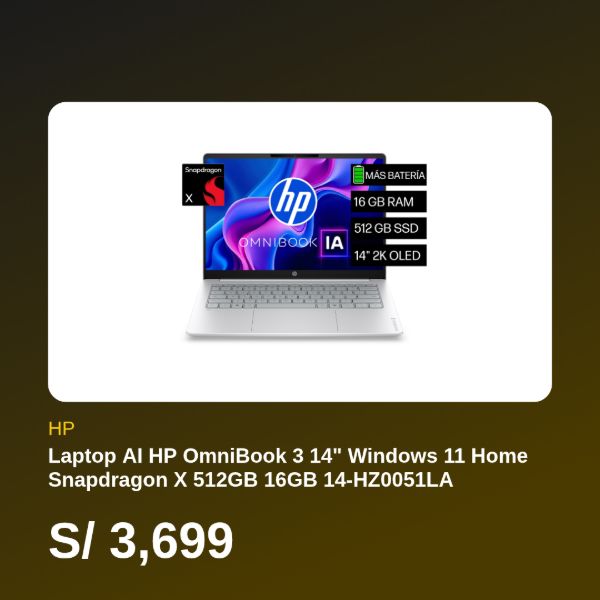 Snapdragon
X
hp
OMNIBOOK
IA
MÁS BATERÍA
16 GB RAM
512 GB SSD
14" 2K OLED
HP
Laptop AI HP OmniBook 3 14" Windows 11 Home
Snapdragon X 512GB 16GB 14-HZ0051LA
S/ 3,699